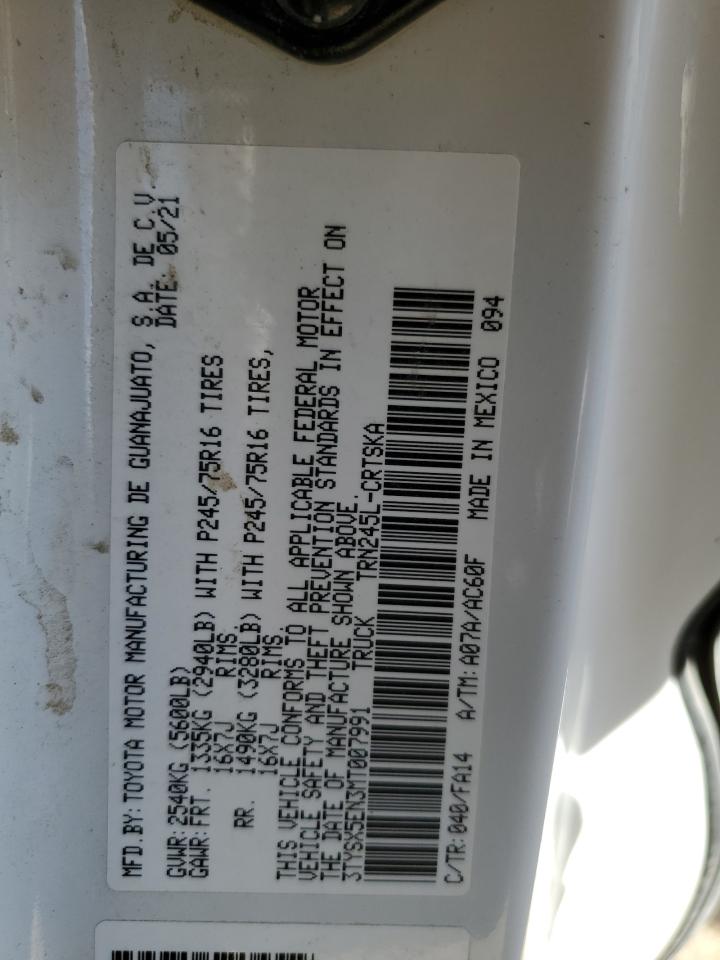 MFD.BY:TOYOTA MOTOR MANUFACTURING DE GUANAJUATO, S.A. DE C.V.
DATE: 05/21
GVWR:2540KG (5600LB)
GAWR:FRT. 1335KG (2940LB) WITH P245/75R16 TIRES
16X7J RIMS.
RR. 1490KG (3280LB) WITH P245/75R16 TIRES,
16X7J RIMS.
THIS VEHICLE CONFORMS TO ALL APPLICABLE FEDERAL MOTOR
VEHICLE SAFETY AND THEFT PREVENTION STANDARDS IN EFFECT ON
THE DATE OF MANUFACTURE SHOWN ABOVE.
3TYSX5EN3MT007991 TRUCK TRN245L-CRTSKA
C/TR:040/FA14 A/TM:A07A/AC60F MADE IN MEXICO 094